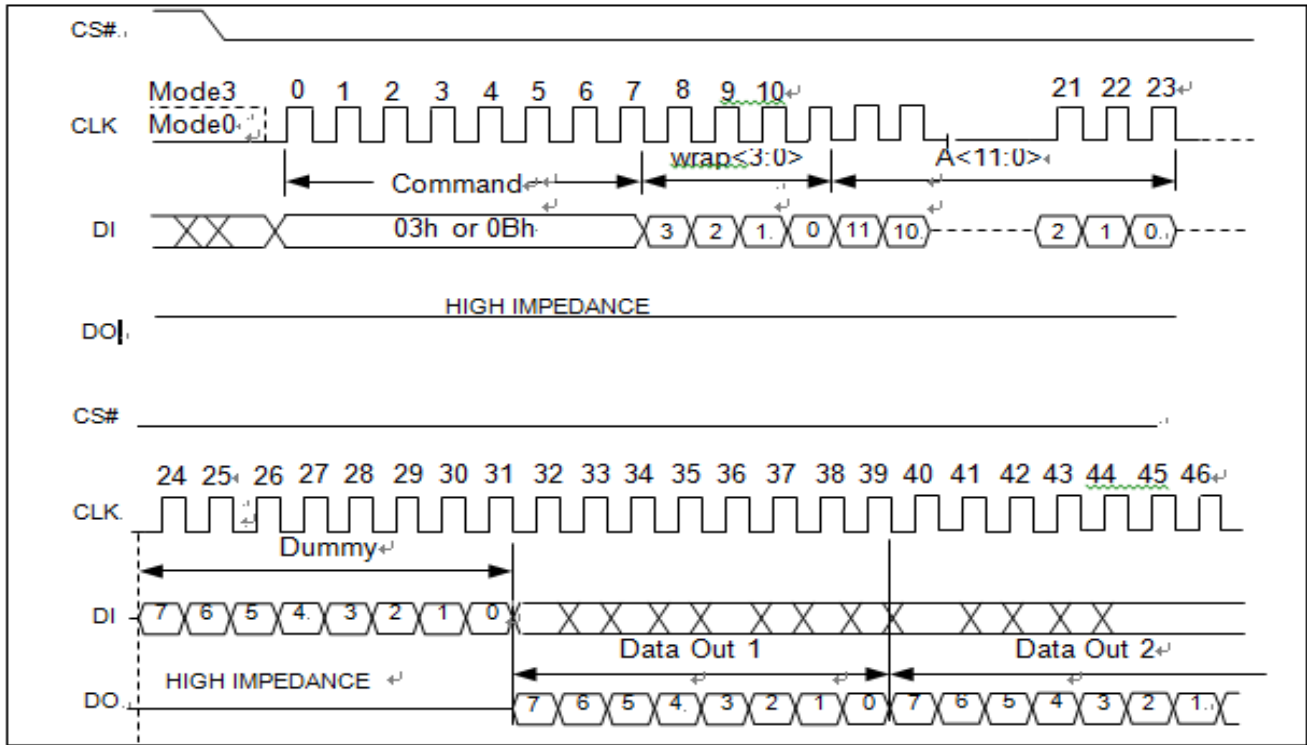 CS#
Mode3 0 1 2 3 4 5 6 7 8 9 10 21 22 23
CLK Mode0
wrap<3:0> A<11:0>
Command
DI 03h or 0Bh 3 2 1. 0 11 10. 2 1 0.
HIGH IMPEDANCE
DO
CS#
24 25 26 27 28 29 30 31 32 33 34 35 36 37 38 39 40 41 42 43 44 45 46
CLK.
Dummy
DI 7 6 5 4. 3 2 1 0
Data Out 1 Data Out 2
HIGH IMPEDANCE
DO 7 6 5 4. 3 2 1 0 7 6 5 4 3 2 1.